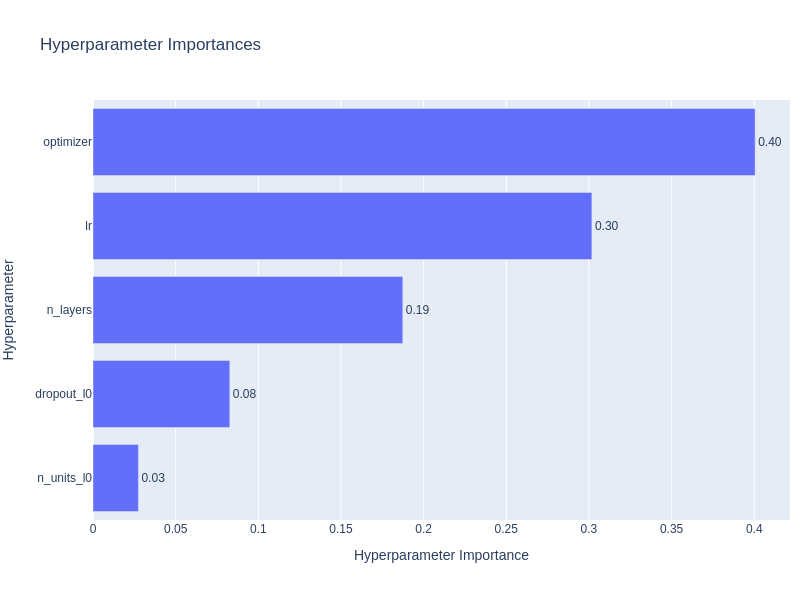 Hyperparameter Importances
optimizer
0.40
lr
0.30
n_layers
0.19
dropout_l0
0.08
n_units_l0
0.03
Hyperparameter
0
0.05
0.1
0.15
0.2
0.25
0.3
0.35
0.4
Hyperparameter Importance